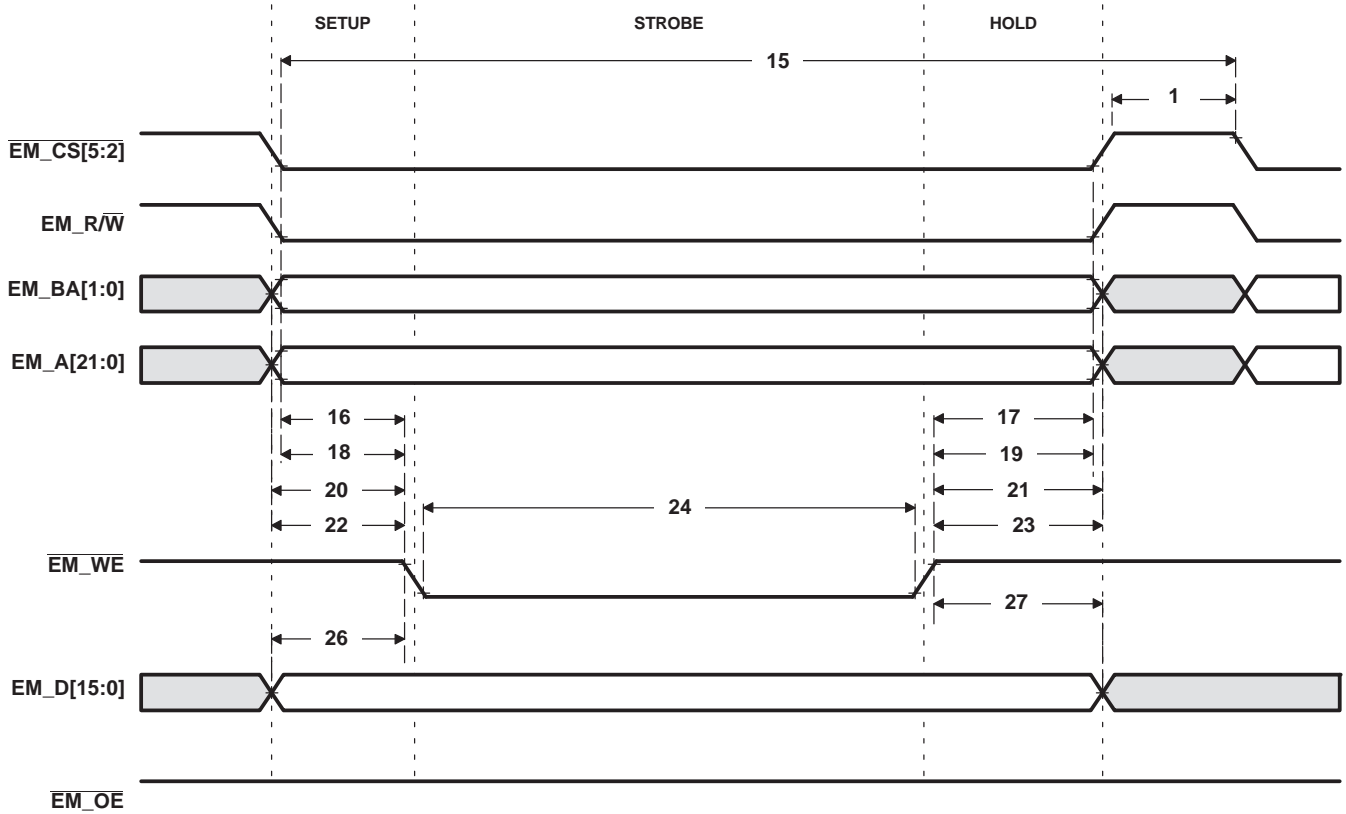 SETUP STROBE HOLD
15
1
EM_CS[5:2]
EM_R/W
EM_BA[1:0]
EM_A[21:0]
16 17
18 19
20 21
24
22 23
EM_WE
27
26
EM_D[15:0]
EM_OE